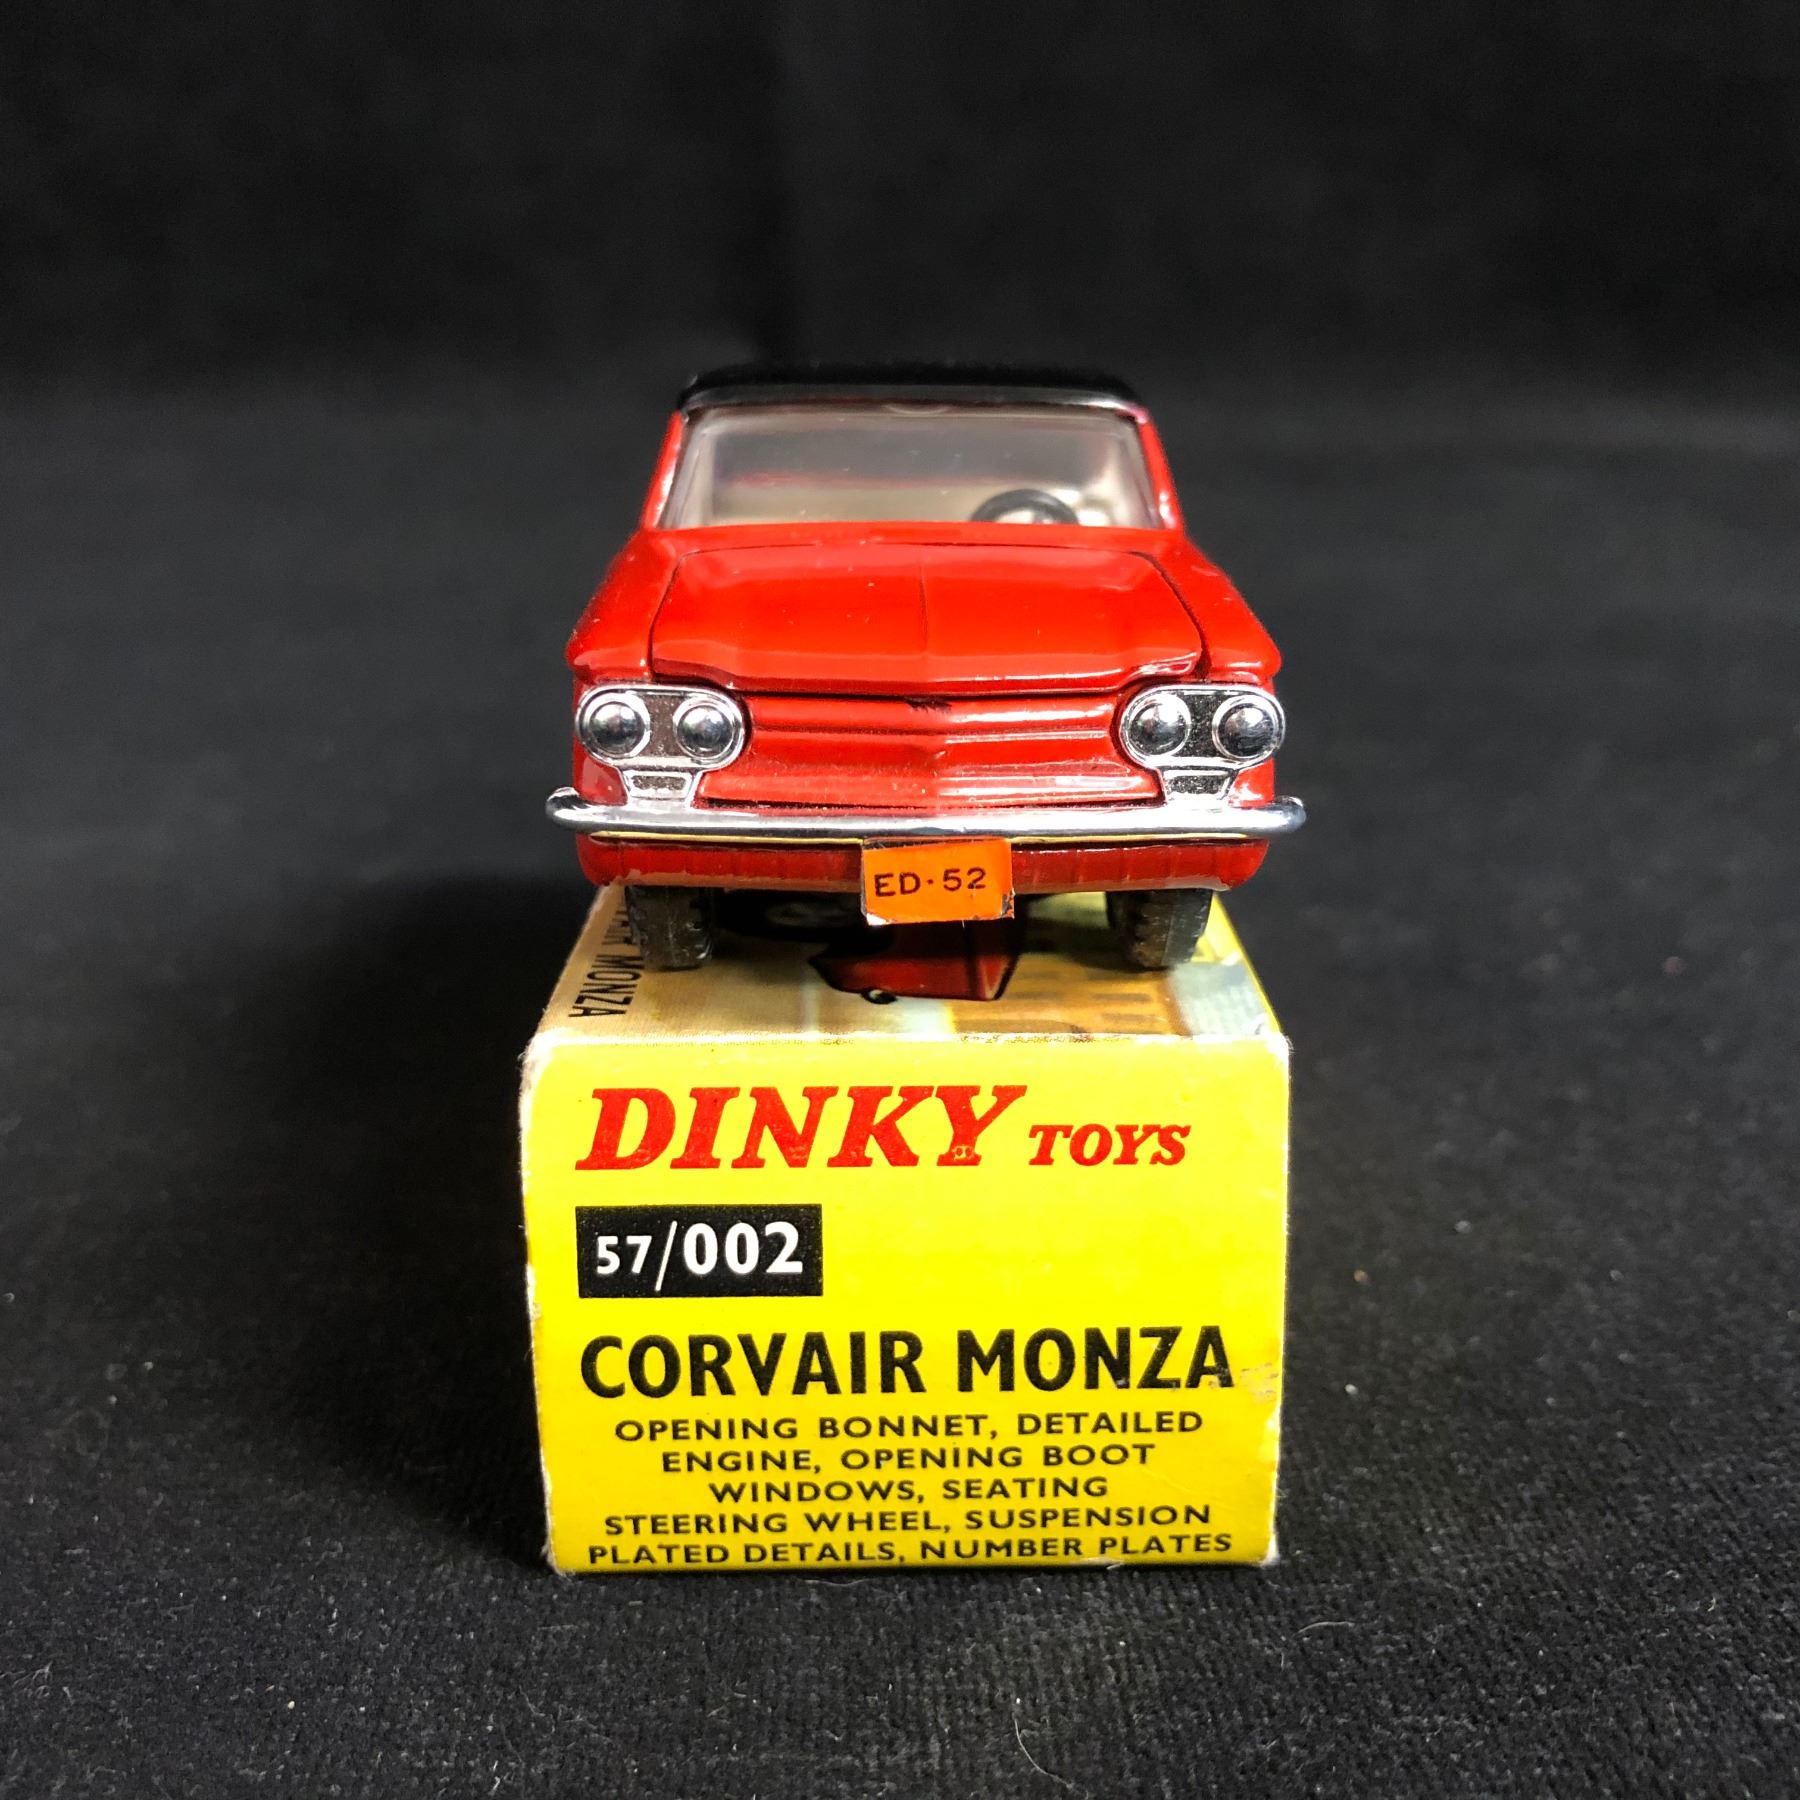 ED·52
MONZA
DINKY TOYS
57/002
CORVAIR MONZA
OPENING BONNET, DETAILED
ENGINE, OPENING BOOT
WINDOWS, SEATING
STEERING WHEEL, SUSPENSION
PLATED DETAILS, NUMBER PLATES